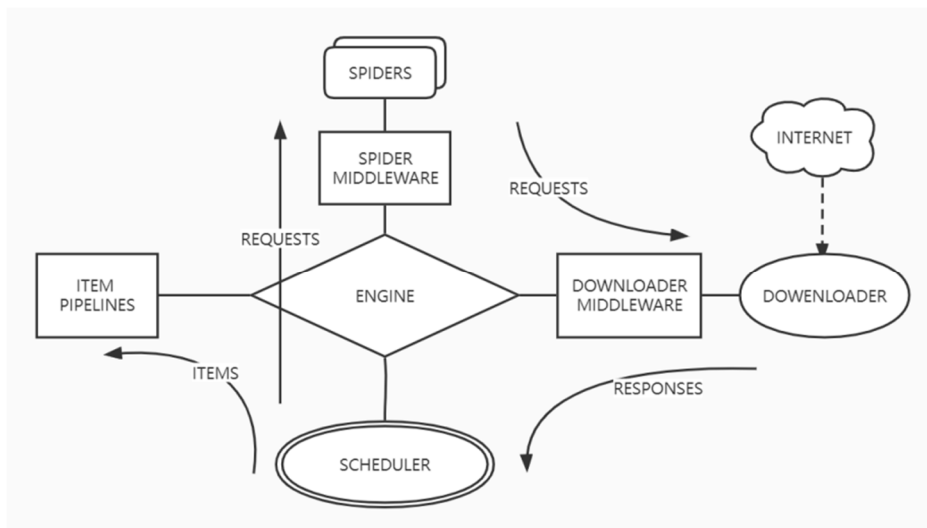 SPIDERS
INTERNET
SPIDER
MIDDLEWARE
REQUESTS
REQUESTS
ITEM
PIPELINES
ENGINE
DOWNLOADER
MIDDLEWARE
DOWENLOADER
ITEMS
RESPONSES
SCHEDULER